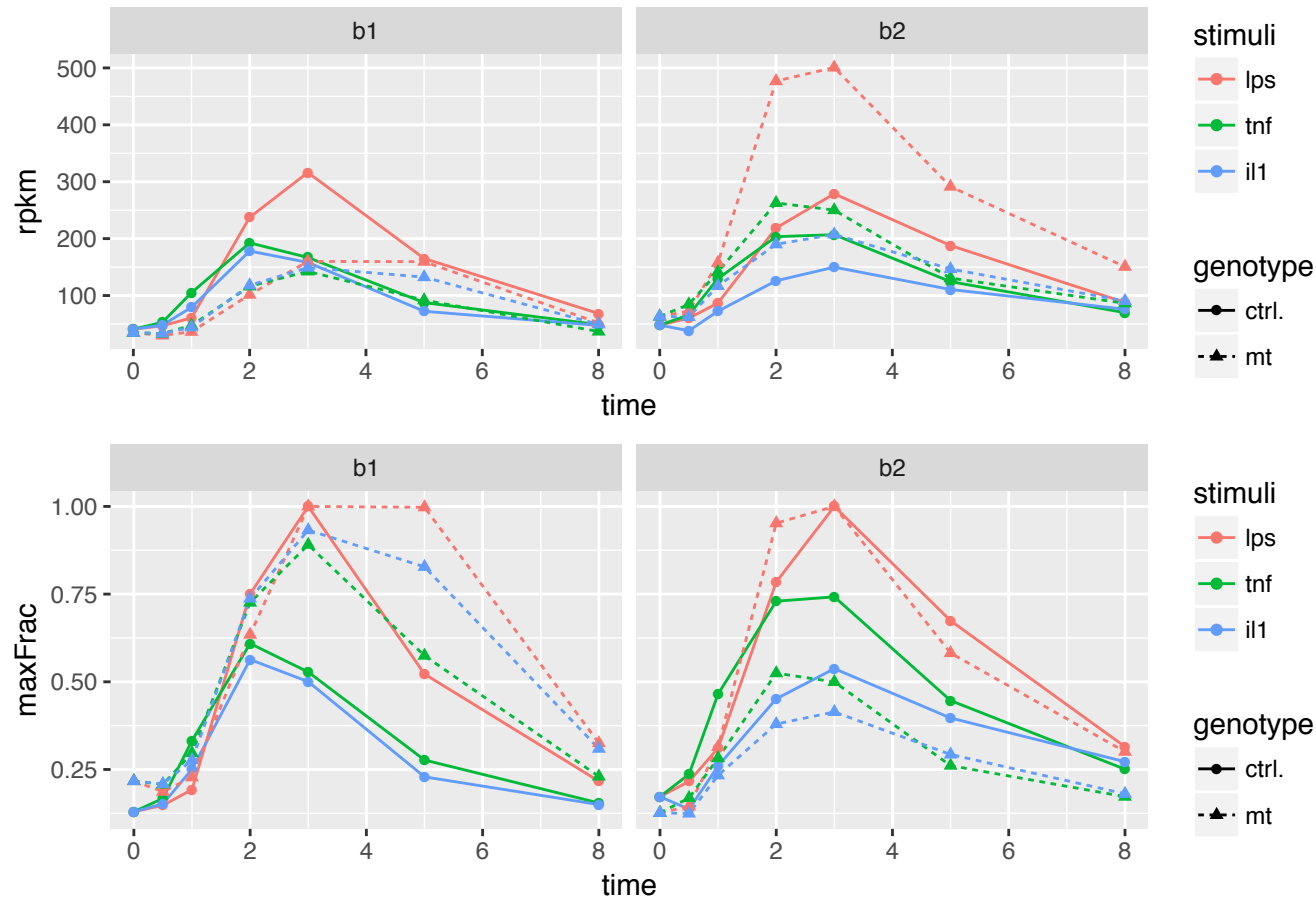 b1 b2
500
400
300
200
100
rpkm
0 2 4 6 8 0 2 4 6 8
time
stimuli
lps
tnf
il1
genotype
ctrl.
mt
b1 b2
1.00
0.75
0.50
0.25
maxFrac
0 2 4 6 8 0 2 4 6 8
time
stimuli
lps
tnf
il1
genotype
ctrl.
mt